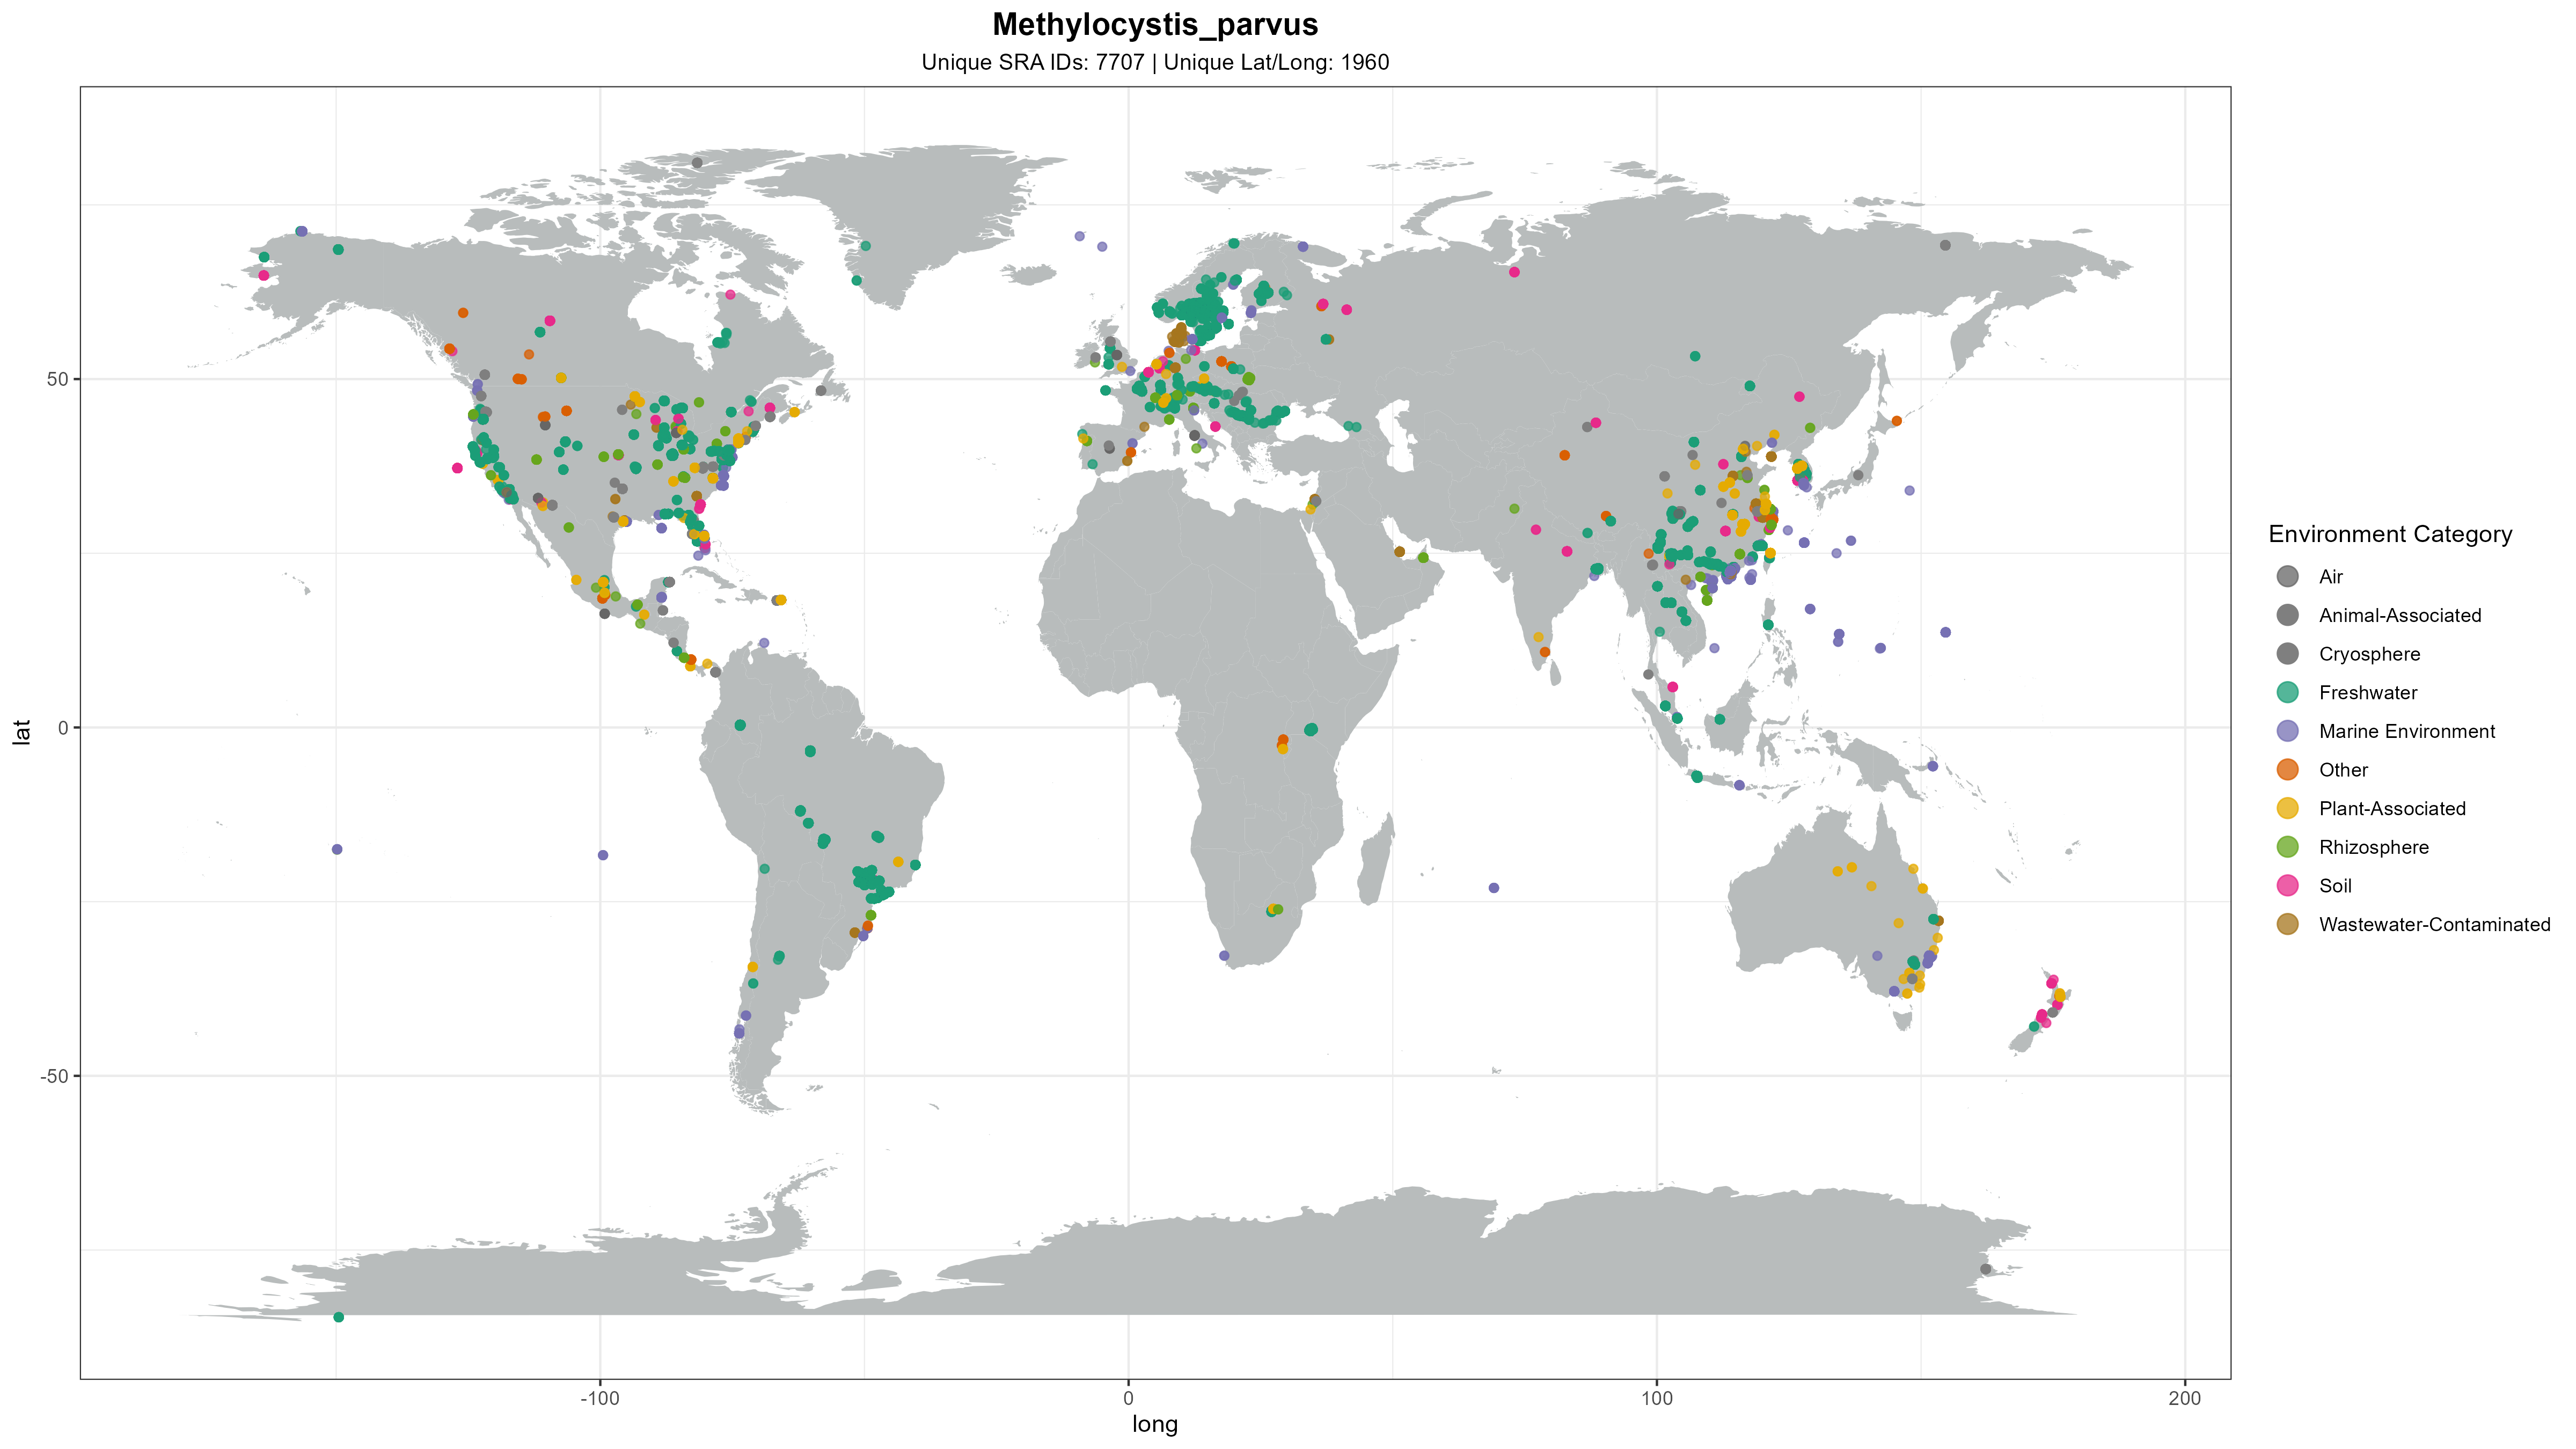 Methylocystis_parvus
Unique SRA IDs: 7707 | Unique Lat/Long: 1960
lat
50
0
-50
-100
0
100
200
long
Environment Category
Air
Animal-Associated
Cryosphere
Freshwater
Marine Environment
Other
Plant-Associated
Rhizosphere
Soil
Wastewater-Contaminated